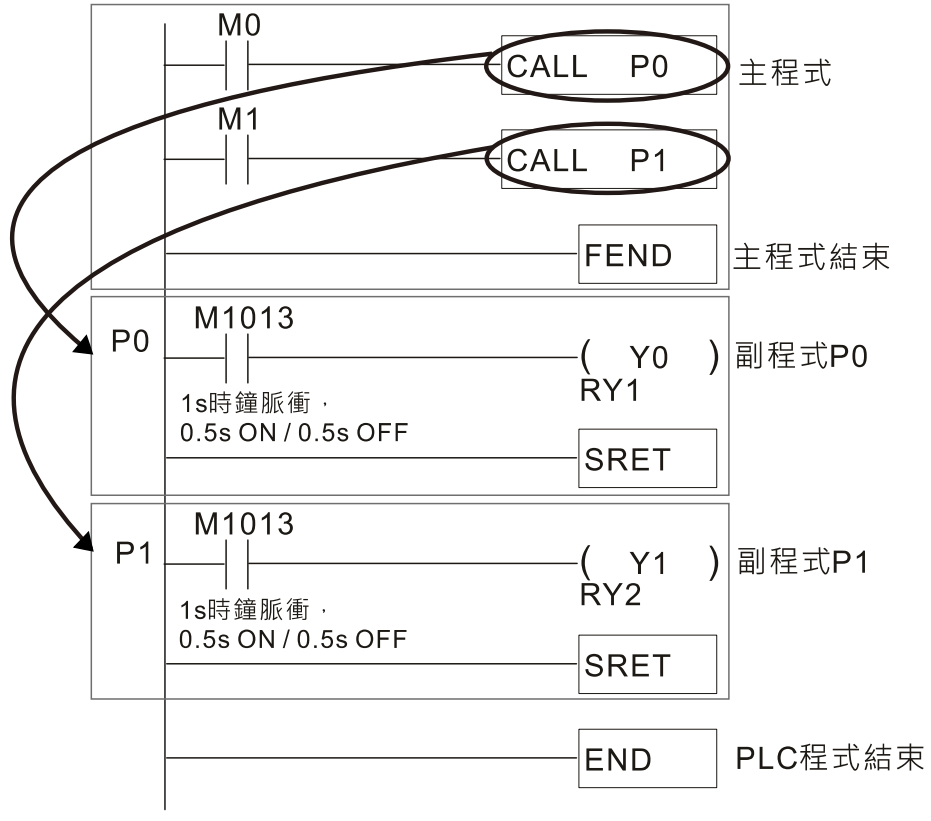 M0
CALL P0 主程式
M1
CALL P1
FEND 主程式結束
P0 M1013
( Y0 ) 副程式P0
RY1
1s時鐘脈衝，
0.5s ON / 0.5s OFF
SRET
P1 M1013
( Y1 ) 副程式P1
RY2
1s時鐘脈衝，
0.5s ON / 0.5s OFF
SRET
END PLC程式結束